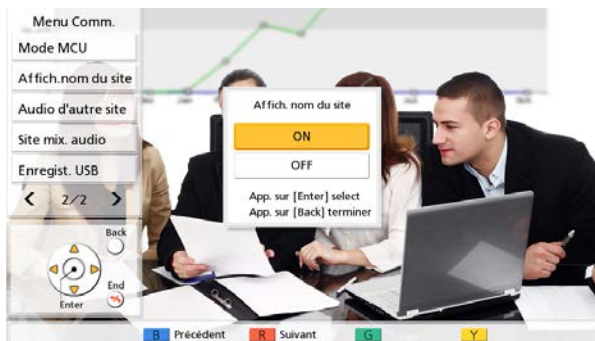 Menu Comm.
Mode MCU
Affich.nom du site
Audio d'autre site
Site mix. audio
Enregist. USB
2/2
Back
End
Enter
Affich. nom du site
ON
OFF
App. sur [Enter] select
App. sur [Back] terminer
B Précédent R Suivant G Y